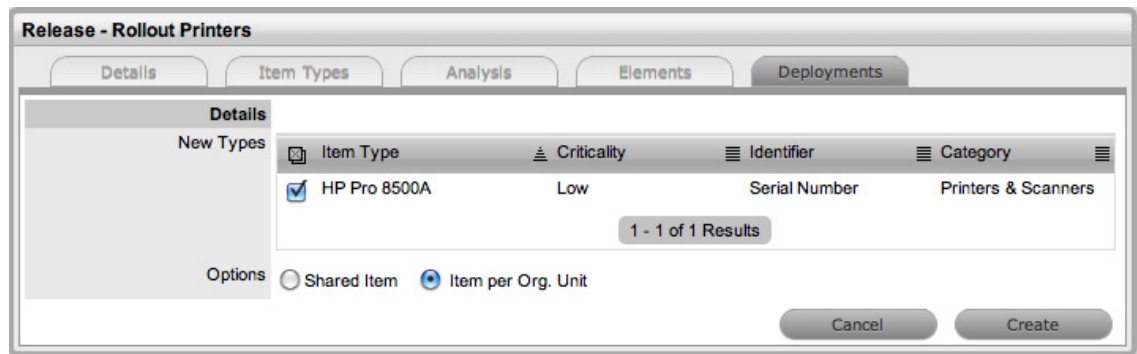 Release - Rollout Printers
Details Item Types Analysis Elements Deployments
Details
New Types
Item Type Criticality Identifier Category
HP Pro 8500A Low Serial Number Printers & Scanners
1 - 1 of 1 Results
Options Shared Item Item per Org. Unit
Cancel Create